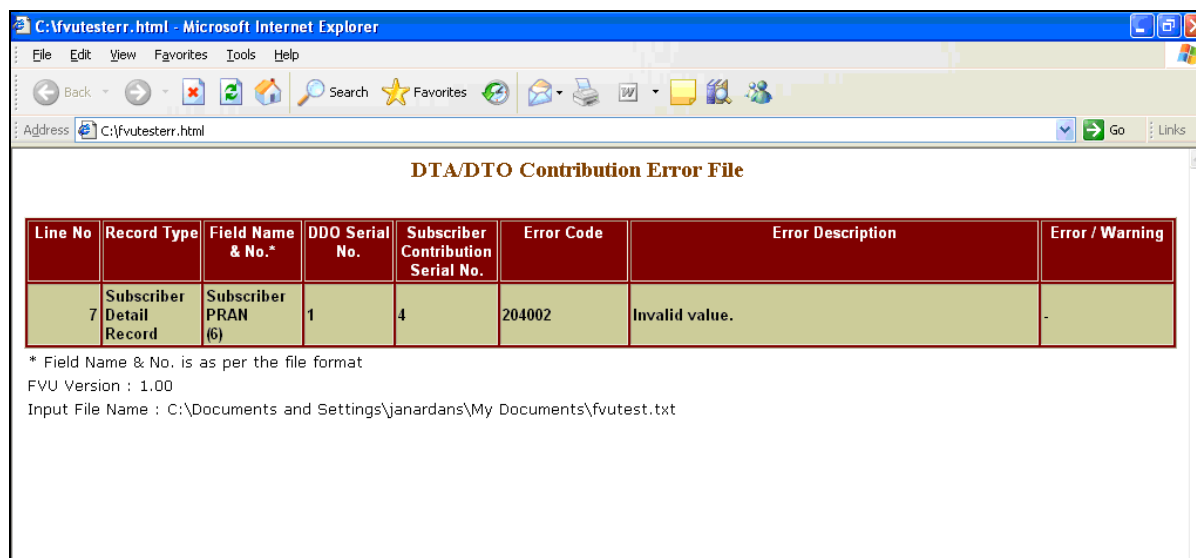 C:\fvutesterr.html - Microsoft Internet Explorer
File Edit View Favorites Tools Help
Back Search Favorites
Address C:\fvutesterr.html Go Links
DTA/DTO Contribution Error File
Line No Record Type Field Name & No.* DDO Serial No. Subscriber Contribution Serial No. Error Code Error Description Error / Warning
7 Subscriber Detail Record Subscriber PRAN (6) 1 4 204002 Invalid value. -
* Field Name & No. is as per the file format
FVU Version : 1.00
Input File Name : C:\Documents and Settings\janardans\My Documents\fvutest.txt